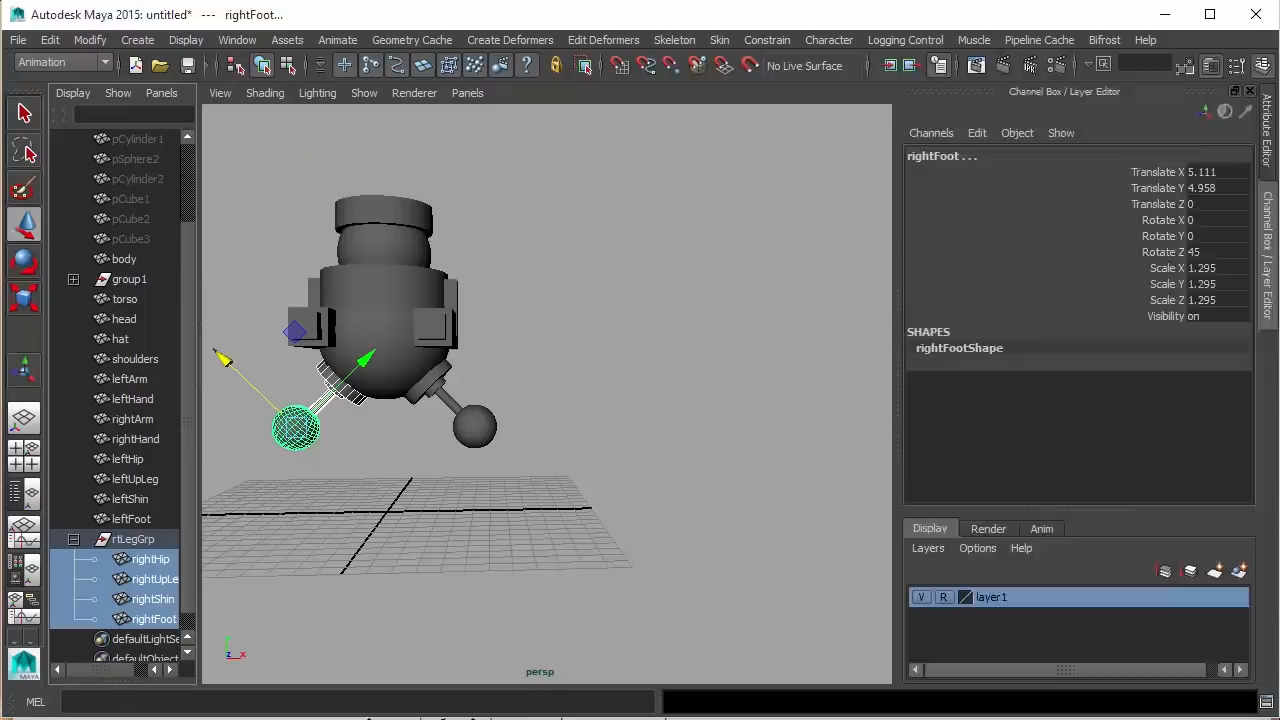 Autodesk Maya 2015: untitled* --- rightFoot...
File Edit Modify Create Display Window Assets Animate Geometry Cache Create Deformers Edit Deformers Skeleton Skin Constrain Character Logging Control Muscle Pipeline Cache Bifrost Help
Animation No Live Surface
Display Show Panels
View Shading Lighting Show Renderer Panels
Channel Box / Layer Editor
Channels Edit Object Show
pCylinder1
pSphere2
pCylinder2
pCube1
pCube2
pCube3
body
group1
torso
head
hat
shoulders
leftArm
leftHand
rightArm
rightHand
leftHip
leftUpLeg
leftShin
leftFoot
rtLegGrp
rightHip
rightUpLe
rightShin
rightFoot
defaultLightSe
defaultObject
persp
y
z x
rightFoot . . .
Translate X 5.111
Translate Y 4.958
Translate Z 0
Rotate X 0
Rotate Y 0
Rotate Z 45
Scale X 1.295
Scale Y 1.295
Scale Z 1.295
Visibility on
SHAPES
rightFootShape
Display Render Anim
Layers Options Help
V R layer1
Attribute Editor
Channel Box / Layer Editor
MAYA
MEL